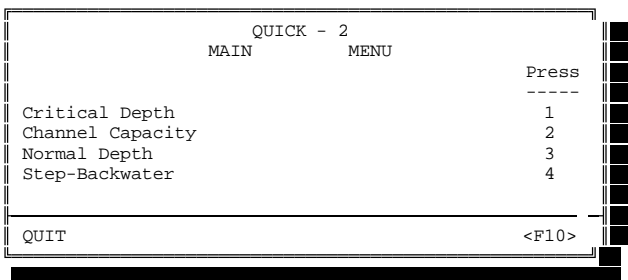 QUICK - 2
MAIN MENU
Press
-----
Critical Depth 1
Channel Capacity 2
Normal Depth 3
Step-Backwater 4
QUIT <F10>